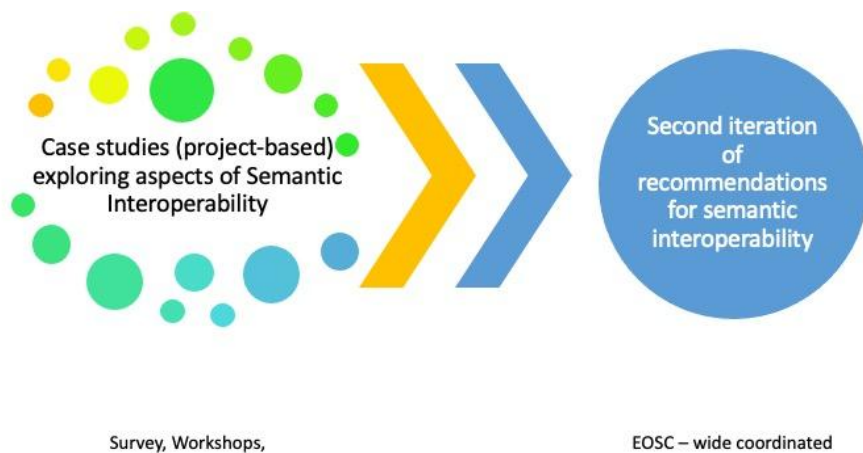 Case studies (project-based)
exploring aspects of Semantic
Interoperability
Second iteration
of
recommendations
for semantic
interoperability
Survey, Workshops,
EOSC – wide coordinated